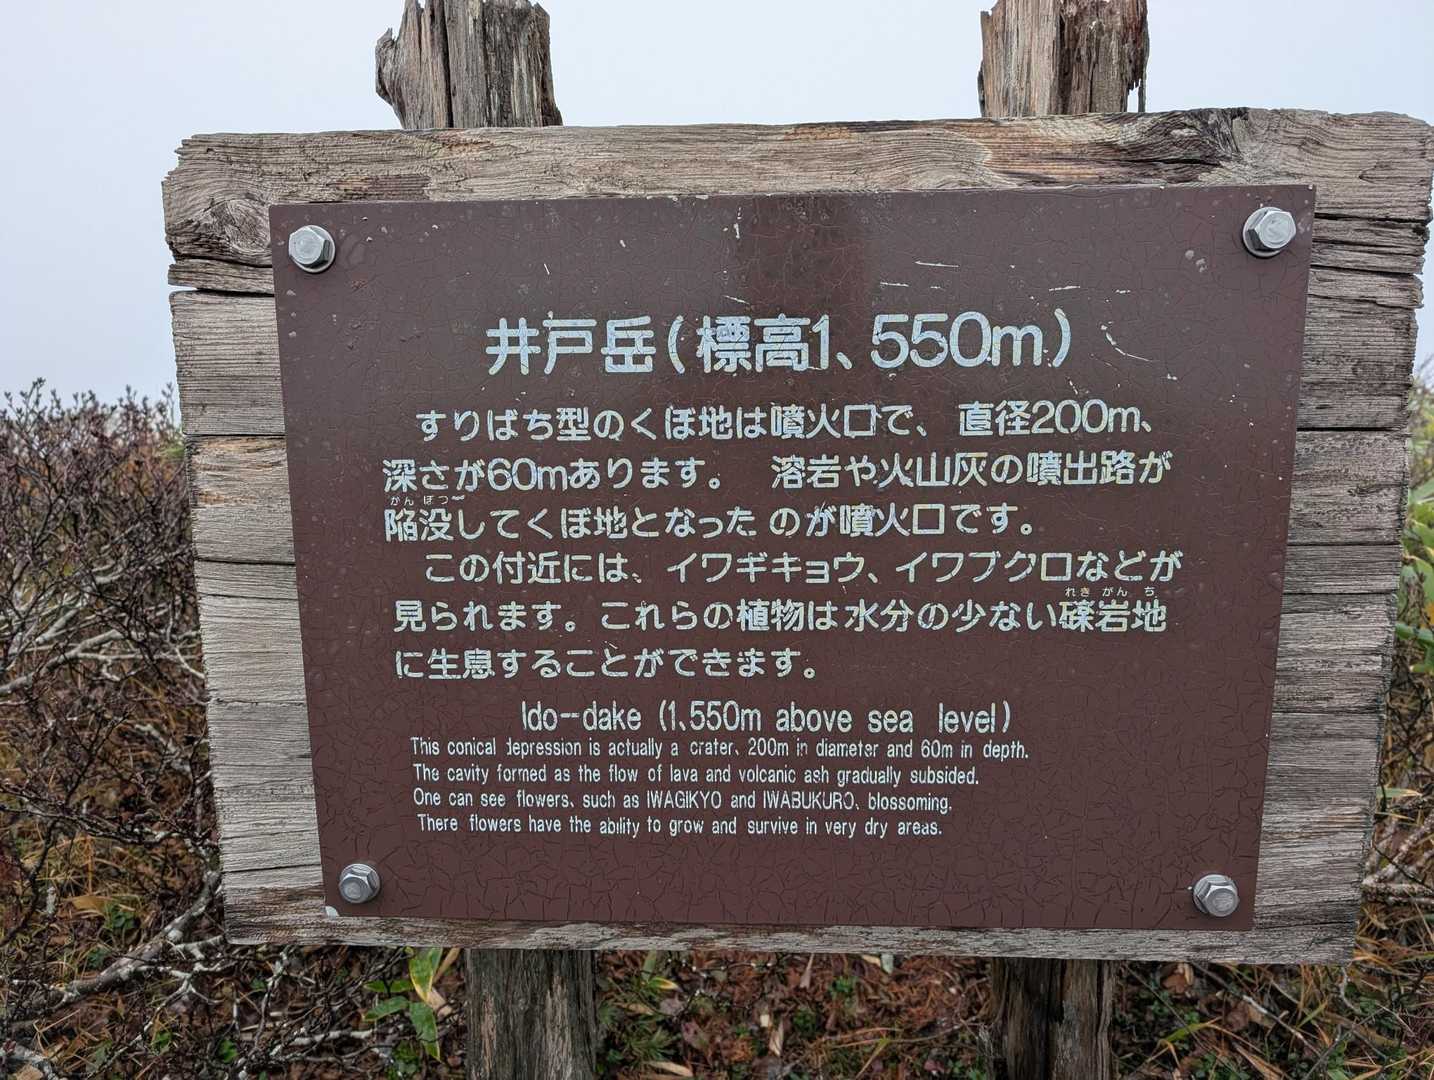 井戸岳(標高1、550m)
すりばち型のくぼ地は噴火口で、直径200m、
深さが60mあります。 溶岩や火山灰の噴出路が
がんぼつ
陥没してくぼ地となったのが噴火口です。
この付近には、イワギキョウ、イワブクロなどが
れきがんち
見られます。これらの植物は水分の少ない礫岩地
に生息することができます。
Ido-dake (1,550m above sea level)
This conical depression is actually a crater, 200m in diameter and 60m in depth.
The cavity formed as the flow of lava and volcanic ash gradually subsided.
One can see flowers, such as IWAGIKYO and IWABUKURO, blossoming.
There flowers have the ability to grow and survive in very dry areas.